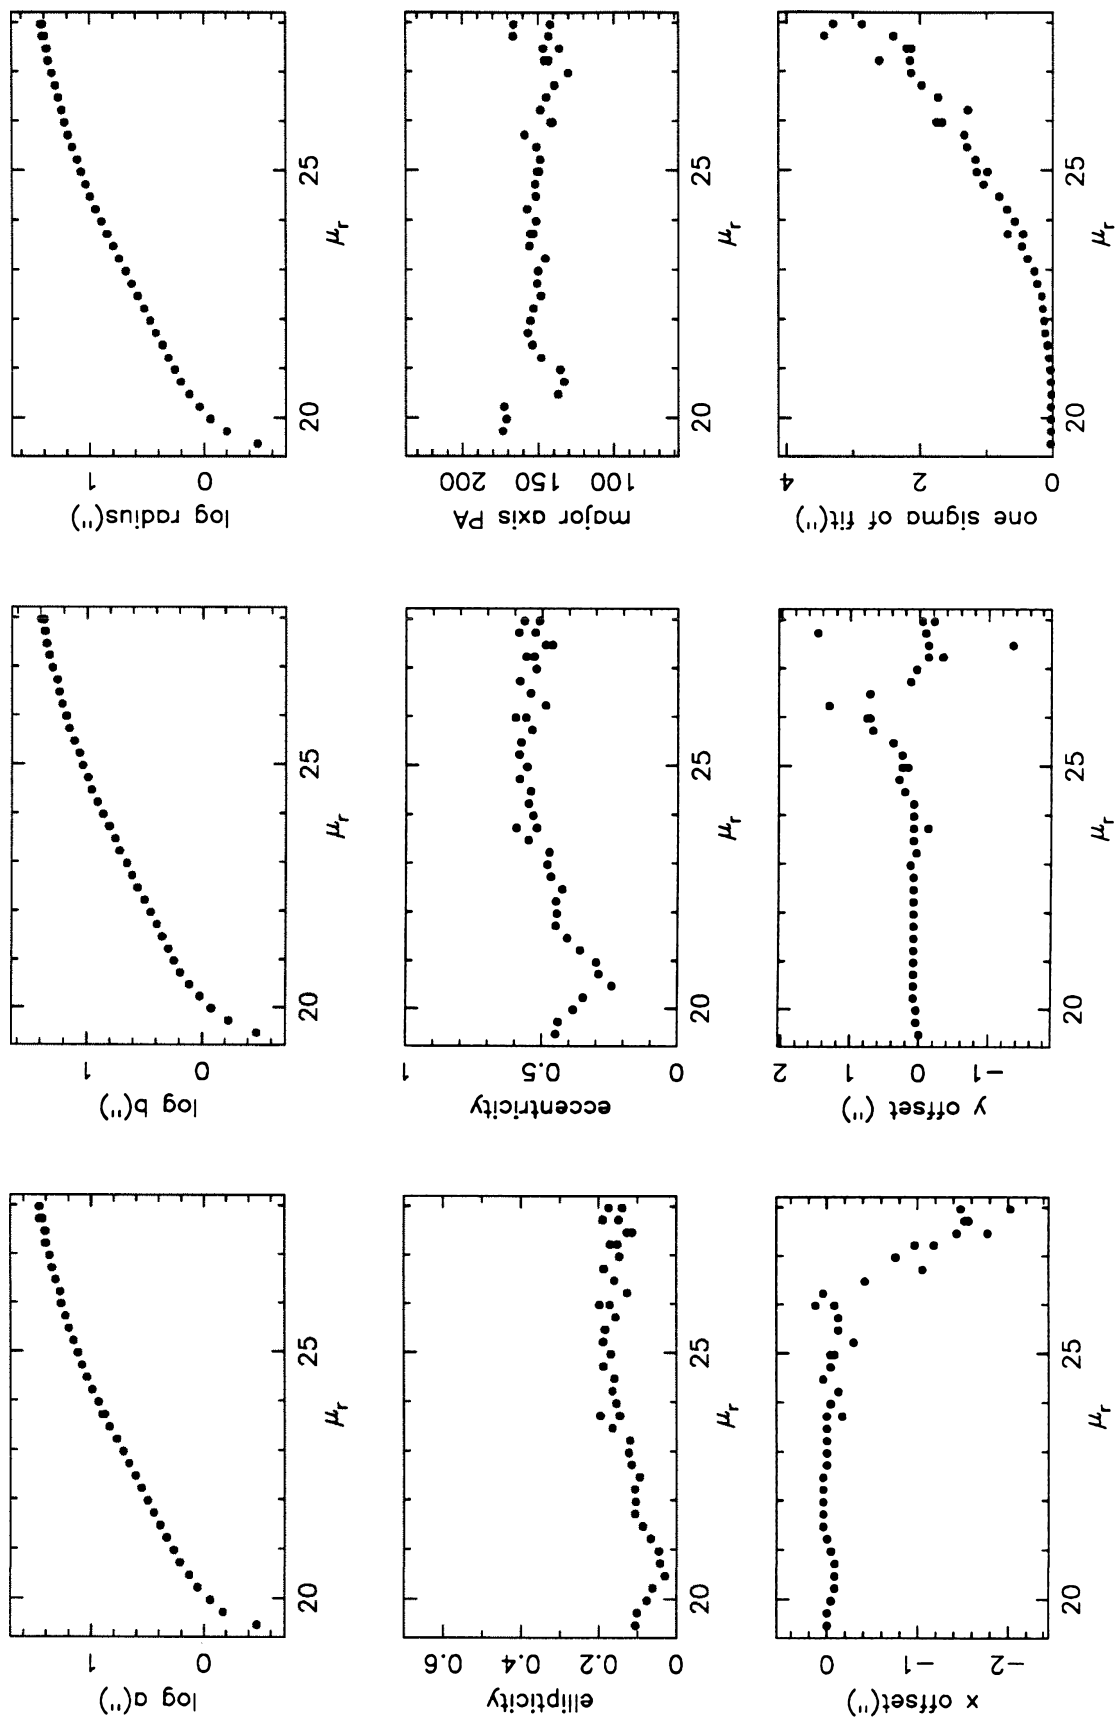 log a('')
1
0
20
25
μr
log b('')
1
0
20
25
μr
log radius('')
1
0
20
25
μr
ellipticity
0.6
0.4
0.2
0
20
25
μr
eccentricity
1
0.5
0
20
25
μr
major axis PA
200
150
100
20
25
μr
x offset('')
0
-1
-2
20
25
μr
y offset ('')
2
1
0
-1
20
25
μr
one sigma of fit('')
4
2
0
20
25
μr